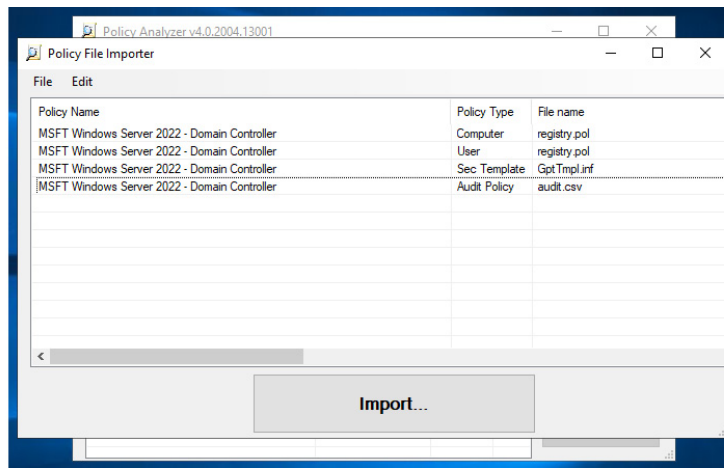 Policy Analyzer v4.0.2004.13001
Policy File Importer
File Edit
Policy Name Policy Type File name
MSFT Windows Server 2022 - Domain Controller Computer registry.pol
MSFT Windows Server 2022 - Domain Controller User registry.pol
MSFT Windows Server 2022 - Domain Controller Sec Template GptTmpl.inf
MSFT Windows Server 2022 - Domain Controller Audit Policy audit.csv
Import...